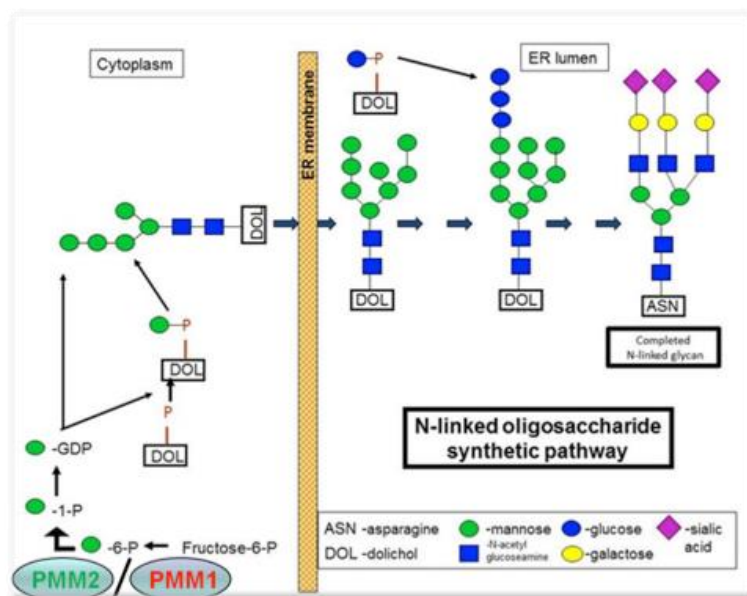 Cytoplasm
ER membrane
P
DOL
ER lumen
DOL
DOL
DOL
ASN
Completed
N-linked glycan
P
DOL
P
DOL
-GDP
-1-P
-6-P
Fructose-6-P
PMM2
/
PMM1
N-linked oligosaccharide
synthetic pathway
ASN -asparagine
-mannose
-glucose
-sialic
acid
DOL -dolichol
-N-acetyl
glucoseamine
-galactose